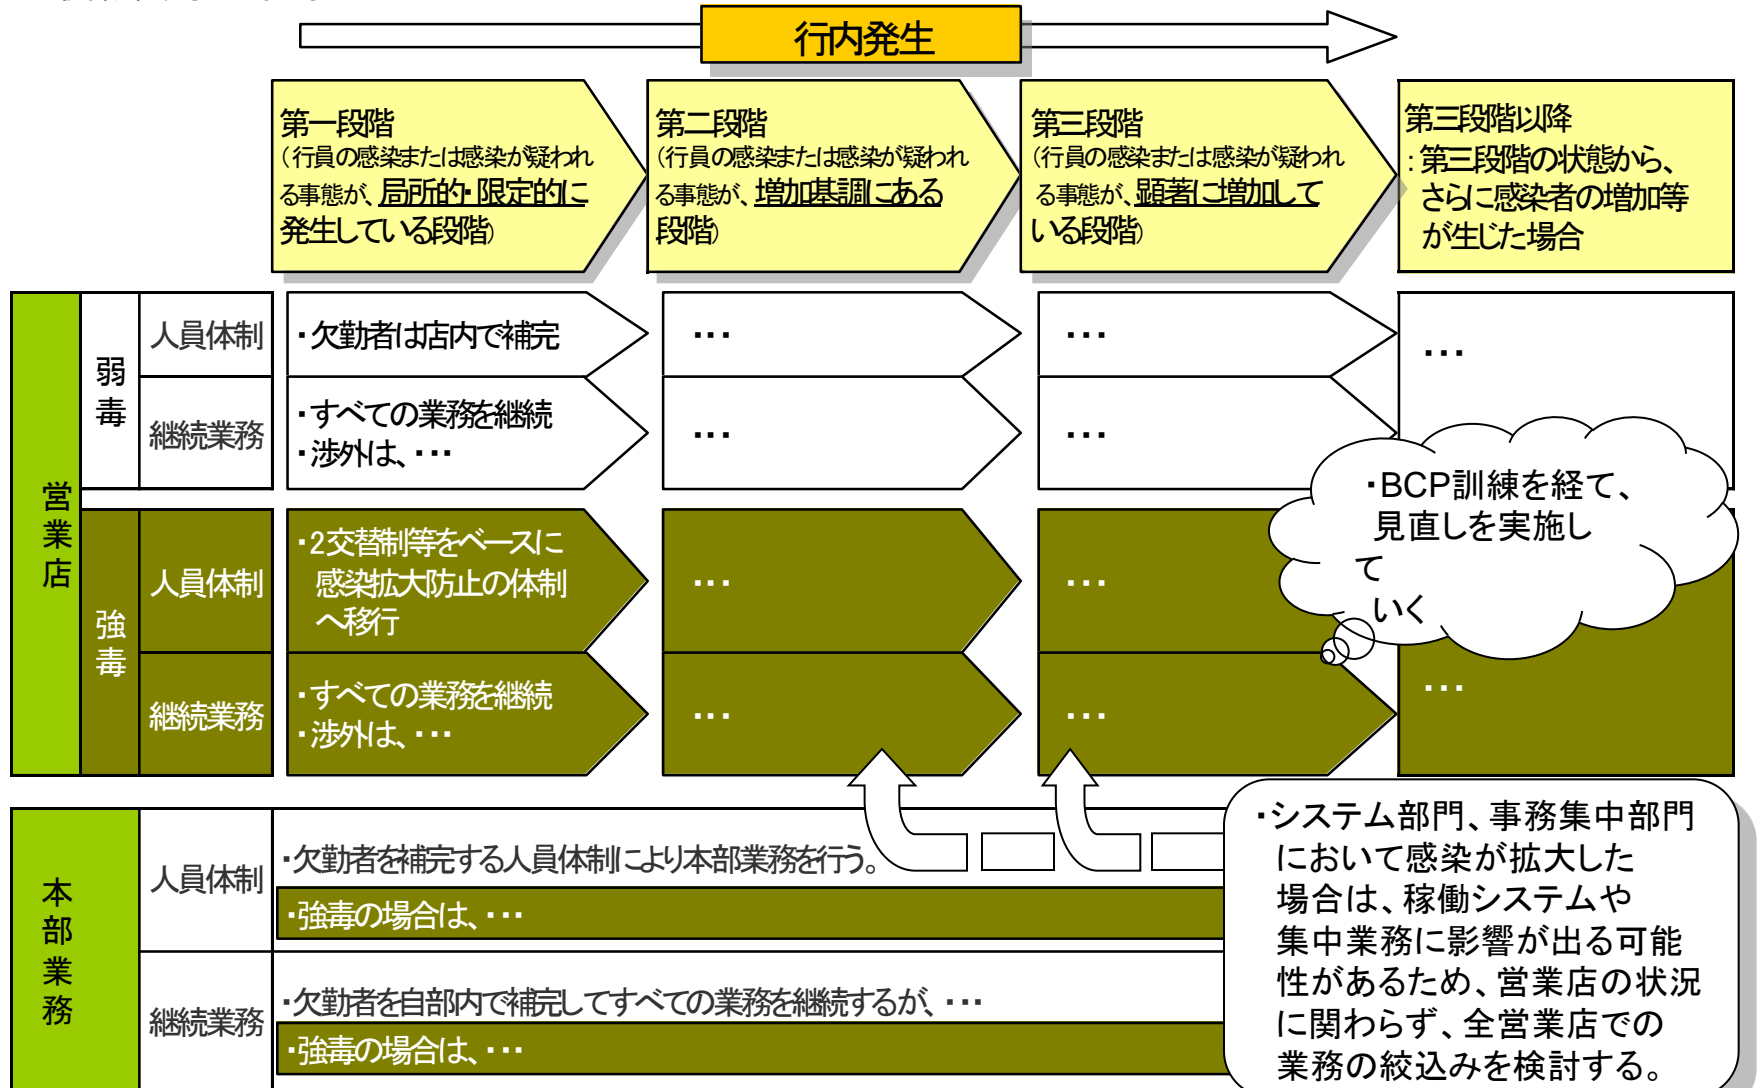 行内発生
第一段階
（行員の感染または感染が疑われ
る事態が、局所的・限定的に
発生している段階）
第二段階
（行員の感染または感染が疑われ
る事態が、増加基調にある
段階）
第三段階
（行員の感染または感染が疑われ
る事態が、顕著に増加して
いる段階）
第三段階以降
：第三段階の状態から、
さらに感染者の増加等
が生じた場合
営業店
弱毒
人員体制
・欠勤者は店内で補完
・・・
・・・
・・・
継続業務
・すべての業務を継続
・渉外は、・・・
・・・
・・・
・BCP訓練を経て、
見直しを実施し
て
いく
強毒
人員体制
・2交替制等をベースに
感染拡大防止の体制
へ移行
・・・
・・・
継続業務
・すべての業務を継続
・渉外は、・・・
・・・
・・・
・・・
本部業務
人員体制
・欠勤者を補完する人員体制により本部業務を行う。
・強毒の場合は、・・・
継続業務
・欠勤者を自部内で補完してすべての業務を継続するが、・・・
・強毒の場合は、・・・
・システム部門、事務集中部門
において感染が拡大した
場合は、稼働システムや
集中業務に影響が出る可能
性があるため、営業店の状況
に関わらず、全営業店での
業務の絞込みを検討する。